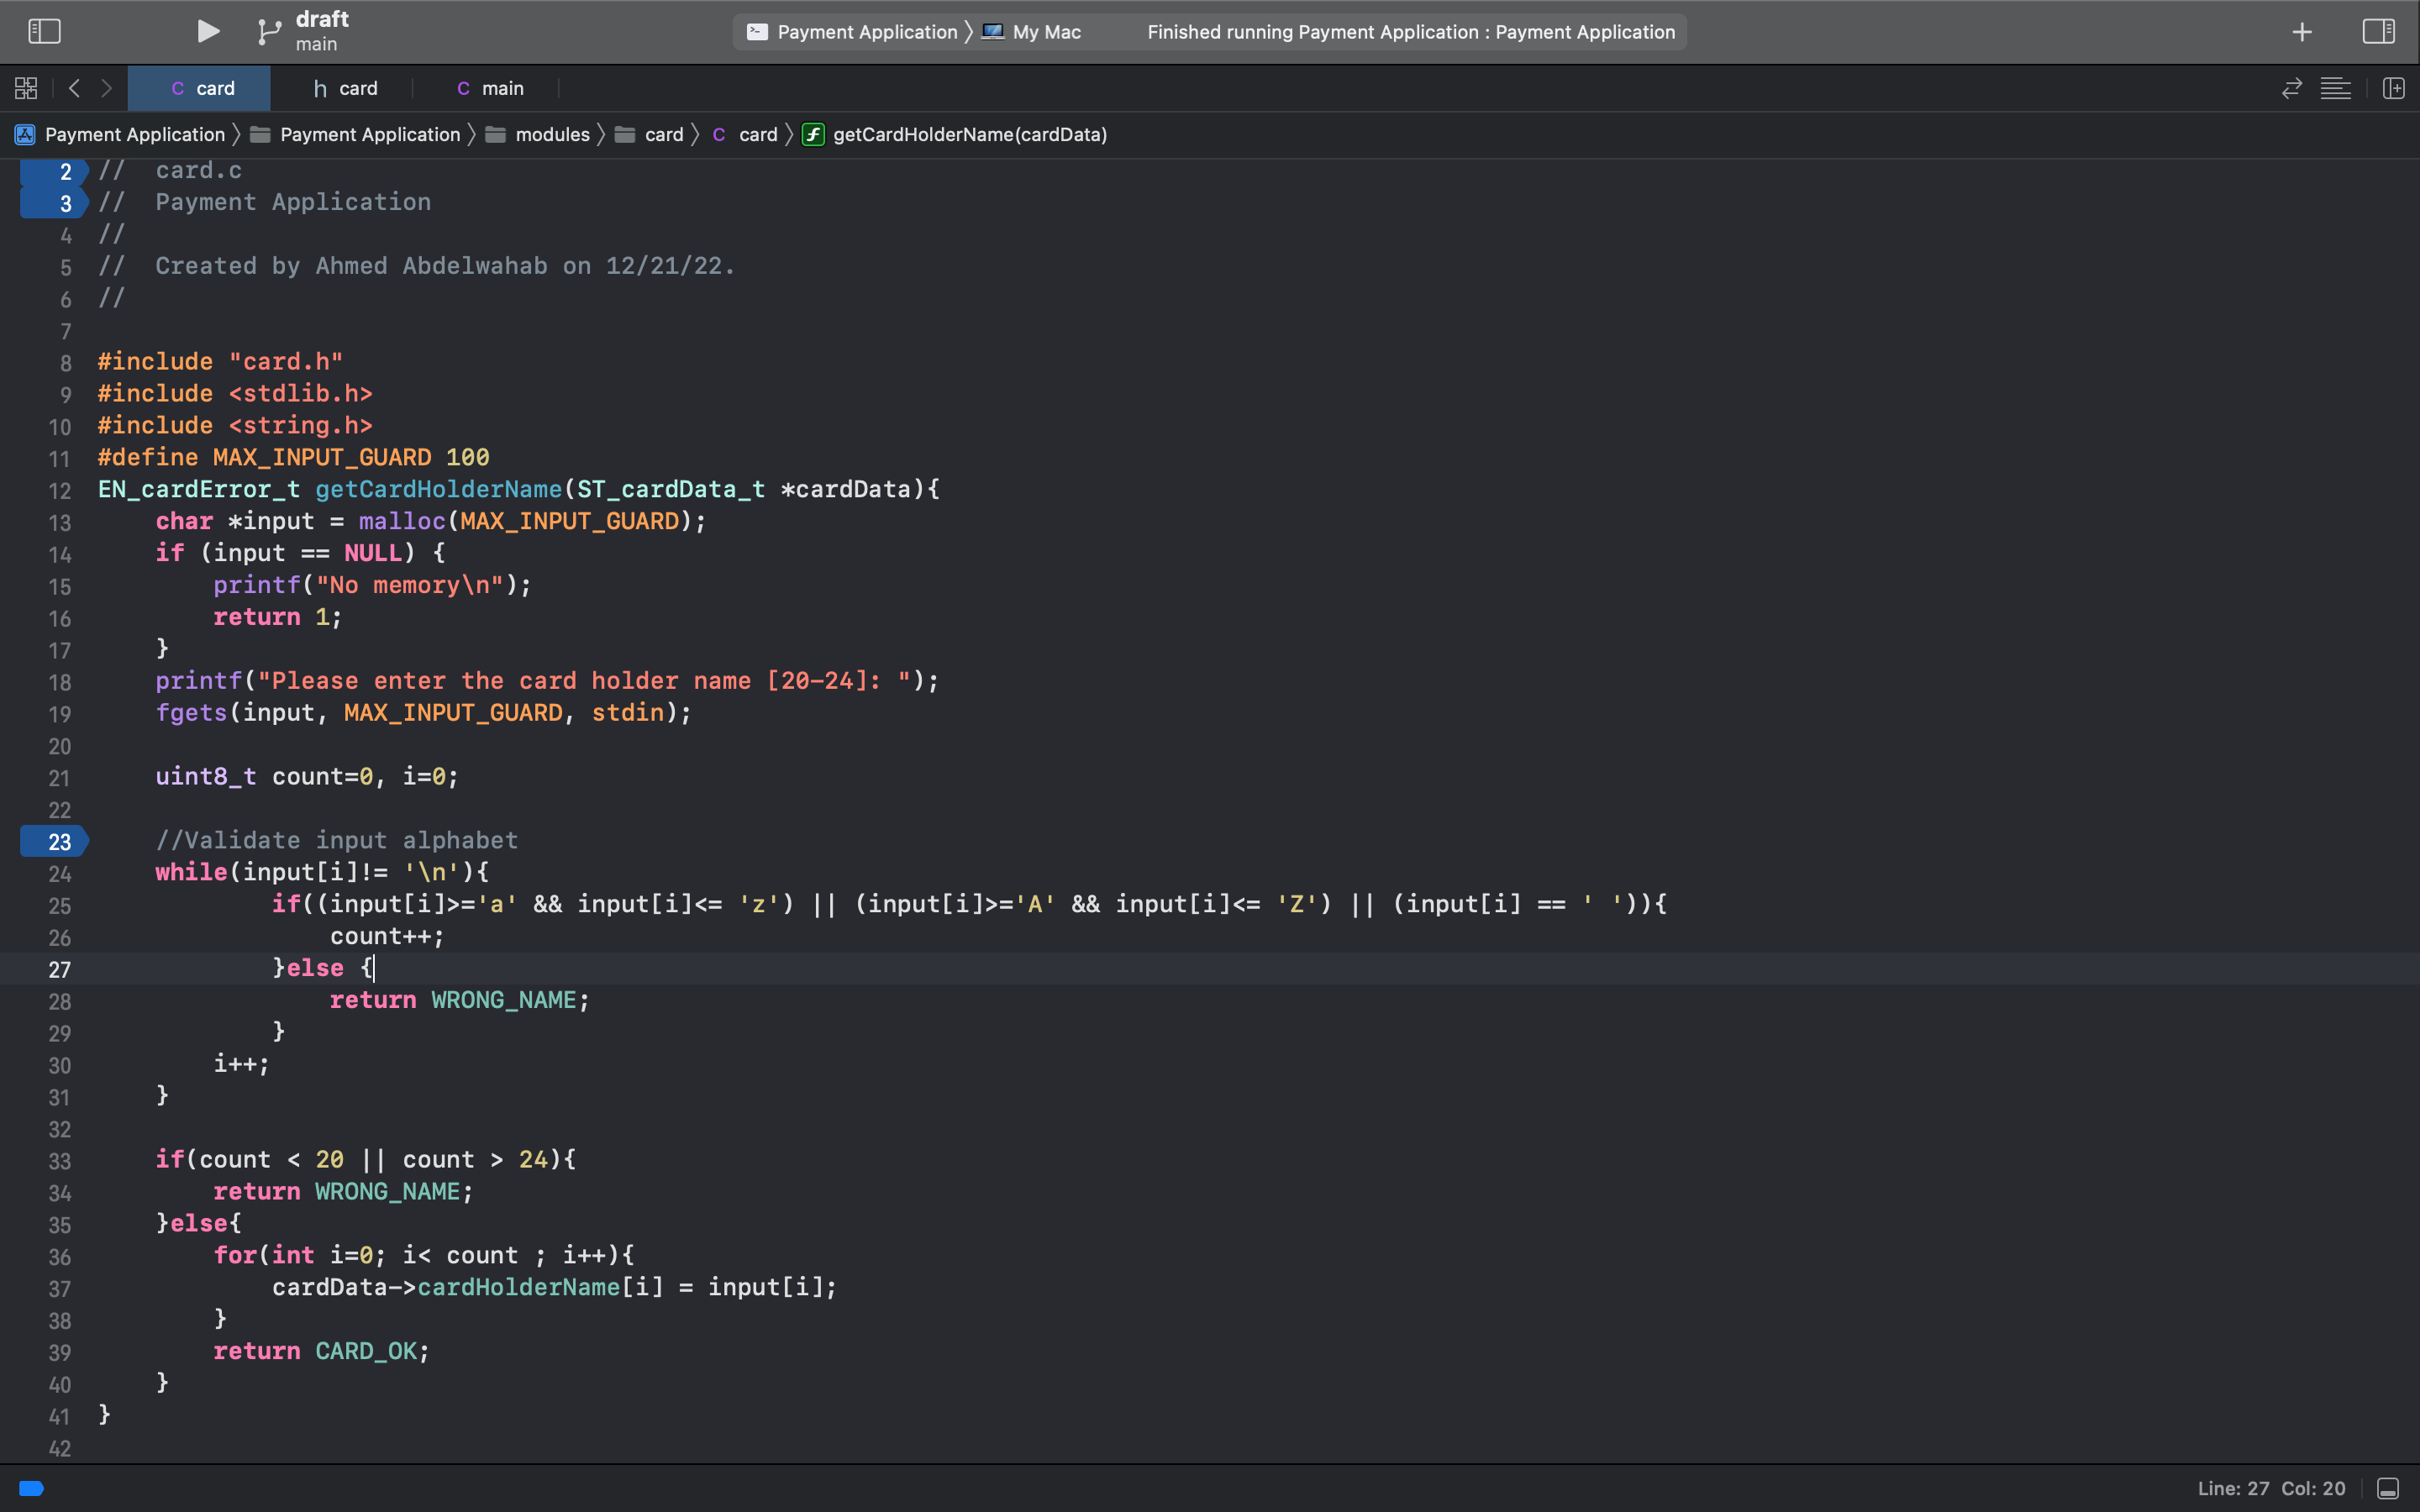 draft
main
Payment Application 〉 My Mac
Finished running Payment Application : Payment Application
card
h card
C main
Payment Application 〉 Payment Application 〉 modules 〉 card 〉 C card 〉 f getCardHolderName(cardData)
2 //  card.c
3 //  Payment Application
4 //
5 //  Created by Ahmed Abdelwahab on 12/21/22.
6 //
7
8 #include "card.h"
9 #include <stdlib.h>
10 #include <string.h>
11 #define MAX_INPUT_GUARD 100
12 EN_cardError_t getCardHolderName(ST_cardData_t *cardData){
13     char *input = malloc(MAX_INPUT_GUARD);
14     if (input == NULL) {
15         printf("No memory\n");
16         return 1;
17     }
18     printf("Please enter the card holder name [20-24]: ");
19     fgets(input, MAX_INPUT_GUARD, stdin);
20
21     uint8_t count=0, i=0;
22
23     //Validate input alphabet
24     while(input[i]!= '\n'){
25             if((input[i]>='a' && input[i]<= 'z') || (input[i]>='A' && input[i]<= 'Z') || (input[i] == ' ')){
26                 count++;
27             }else {
28                 return WRONG_NAME;
29             }
30         i++;
31     }
32
33     if(count < 20 || count > 24){
34         return WRONG_NAME;
35     }else{
36         for(int i=0; i< count ; i++){
37             cardData->cardHolderName[i] = input[i];
38         }
39         return CARD_OK;
40     }
41 }
42
Line: 27  Col: 20